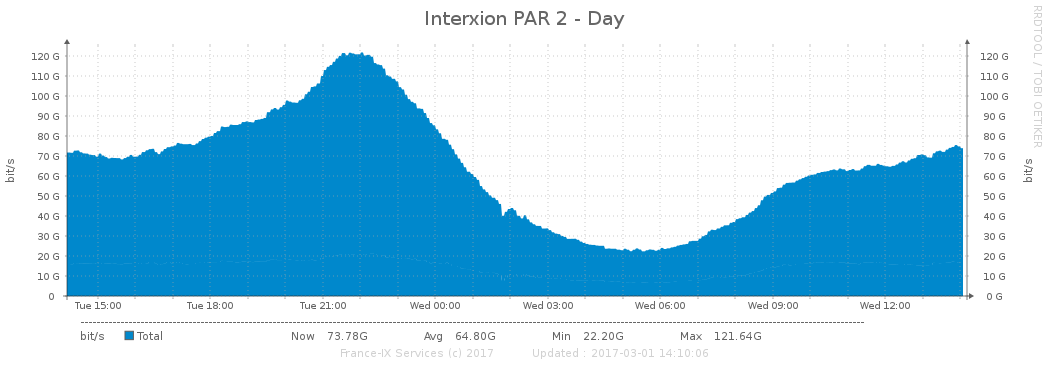 Interxion PAR 2 - Day
RRDTOOL / TOBI OETIKER
bit/s
120 G
110 G
100 G
90 G
80 G
70 G
60 G
50 G
40 G
30 G
20 G
10 G
0
120 G
110 G
100 G
90 G
80 G
70 G
60 G
50 G
40 G
30 G
20 G
10 G
0 G
bit/s
Tue 15:00 Tue 18:00 Tue 21:00 Wed 00:00 Wed 03:00 Wed 06:00 Wed 09:00 Wed 12:00
bit/s Total Now 73.78G Avg 64.80G Min 22.20G Max 121.64G
France-IX Services (c) 2017 Updated : 2017-03-01 14:10:06